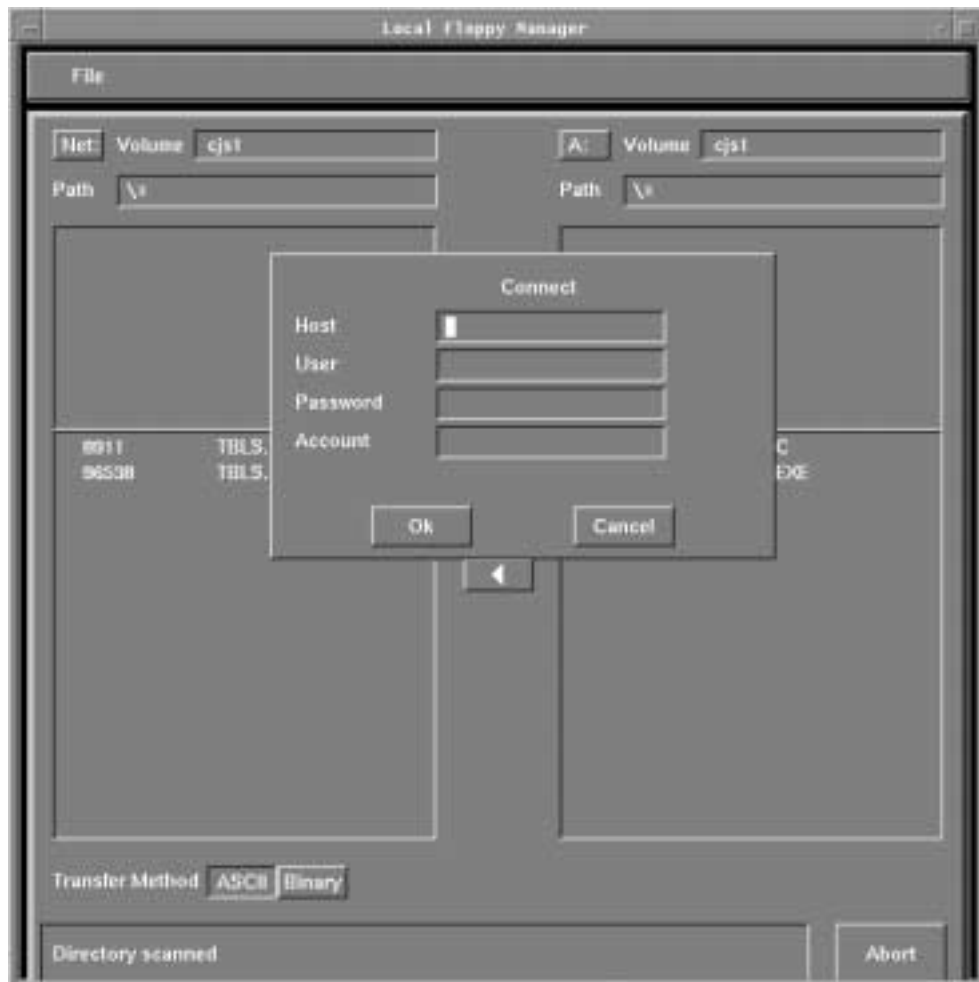 Local Floppy Manager
File
Net: Volume cjst
A: Volume cjst
Path \*
Path \*
Connect
Host
User
Password
Account
8911 TBLS.
C
96538 TBLS.
EXE
Ok Cancel
Transfer Method ASCII Binary
Directory scanned
Abort